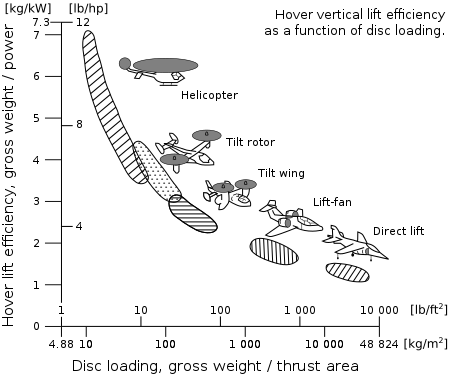 [kg/kW]
[lb/hp]
Hover vertical lift efficiency
as a function of disc loading.
7.3
12
7
6
8
5
4
3
4
2
1
0
Hover lift efficiency, gross weight / power
Helicopter
Tilt rotor
Tilt wing
Lift-fan
Direct lift
1 10 100 1 000 10 000 [lb/ft²]
4.88 10 100 1 000 10 000 48 824 [kg/m²]
Disc loading, gross weight / thrust area